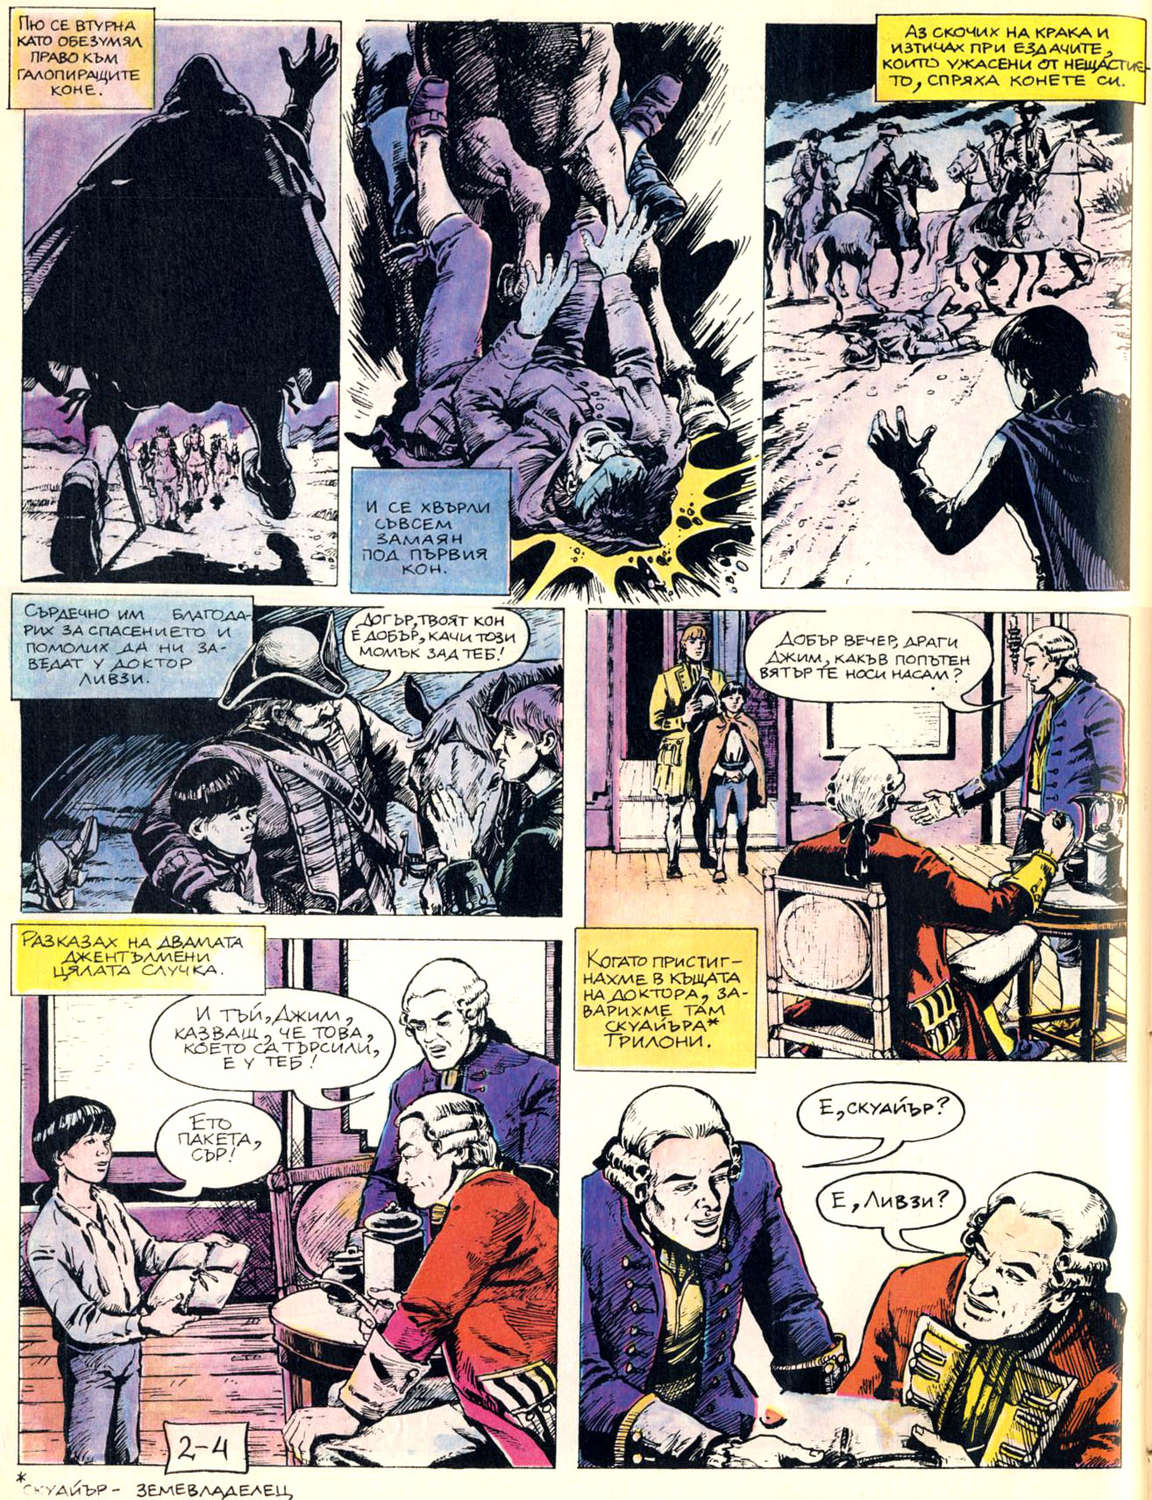 ПЮ СЕ ВТУРНА
КАТО ОБЕЗУМЯЛ
ПРАВО КЪМ
ГАЛОПИРАЩИТЕ
КОНЕ.
И СЕ ХВЪРЛИ
СЪВСЕМ
ЗАМАЯН
ПОД ПЪРВИЯ
КОН.
АЗ СКОЧИХ НА КРАКА И
ИЗТИЧАХ ПРИ ЕЗДАЧИТЕ,
КОИТО УЖАСЕНИ ОТ НЕЩАСТИЕ-
ТО, СПРЯХА КОНЕТЕ СИ.
СЪРДЕЧНО ИМ БЛАГОДА-
РИХ ЗА СПАСЕНИЕТО И
ПОМОЛИХ ДА НИ ЗА-
ВЕДАТ У ДОКТОР
ЛИВЗИ.
ДОГЪР, ТВОЯТ КОН
Е ДОБЪР, КАЧИ ТОЗИ
МОМЪК ЗАД ТЕБ!
ДОБЪР ВЕЧЕР, ДРАГИ
ДЖИМ, КАКЪВ ПОПЪТЕН
ВЯТЪР ТЕ НОСИ НАСАМ?
КОГАТО ПРИСТИГ-
НАХМЕ В КЪЩАТА
НА ДОКТОРА, ЗА-
ВАРИХМЕ ТАМ
СКУАЙЪРА*
ТРИЛОНИ.
РАЗКАЗАХ НА ДВАМАТА
ДЖЕНТЪЛМЕНИ
ЦЯЛАТА СЛУЧКА.
И ТЪЙ, ДЖИМ,
КАЗВАШ, ЧЕ ТОВА,
КОЕТО СА ТЪРСИЛИ,
Е У ТЕБ!
ЕТО
ПАКЕТА,
СЪР!
Е, СКУАЙЪР?
Е, ЛИВЗИ?
2-4
*СКУАЙЪР - ЗЕМЕВЛАДЕЛЕЦ